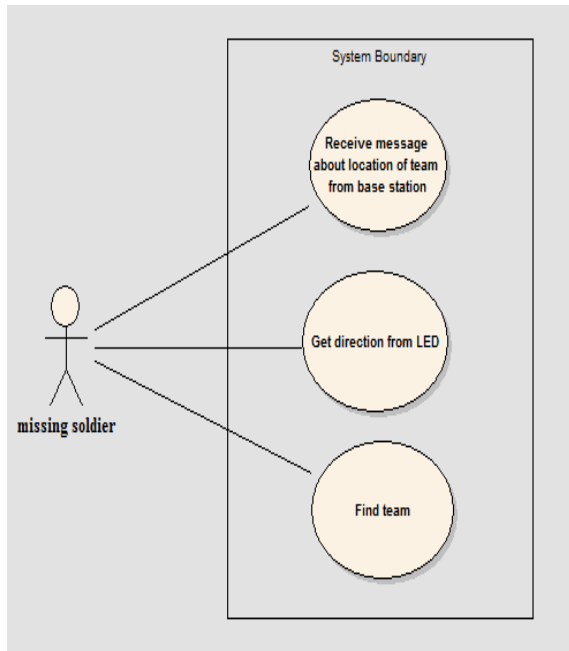 System Boundary
Receive message
about location of team
from base station
Get direction from LED
missing soldier
Find team